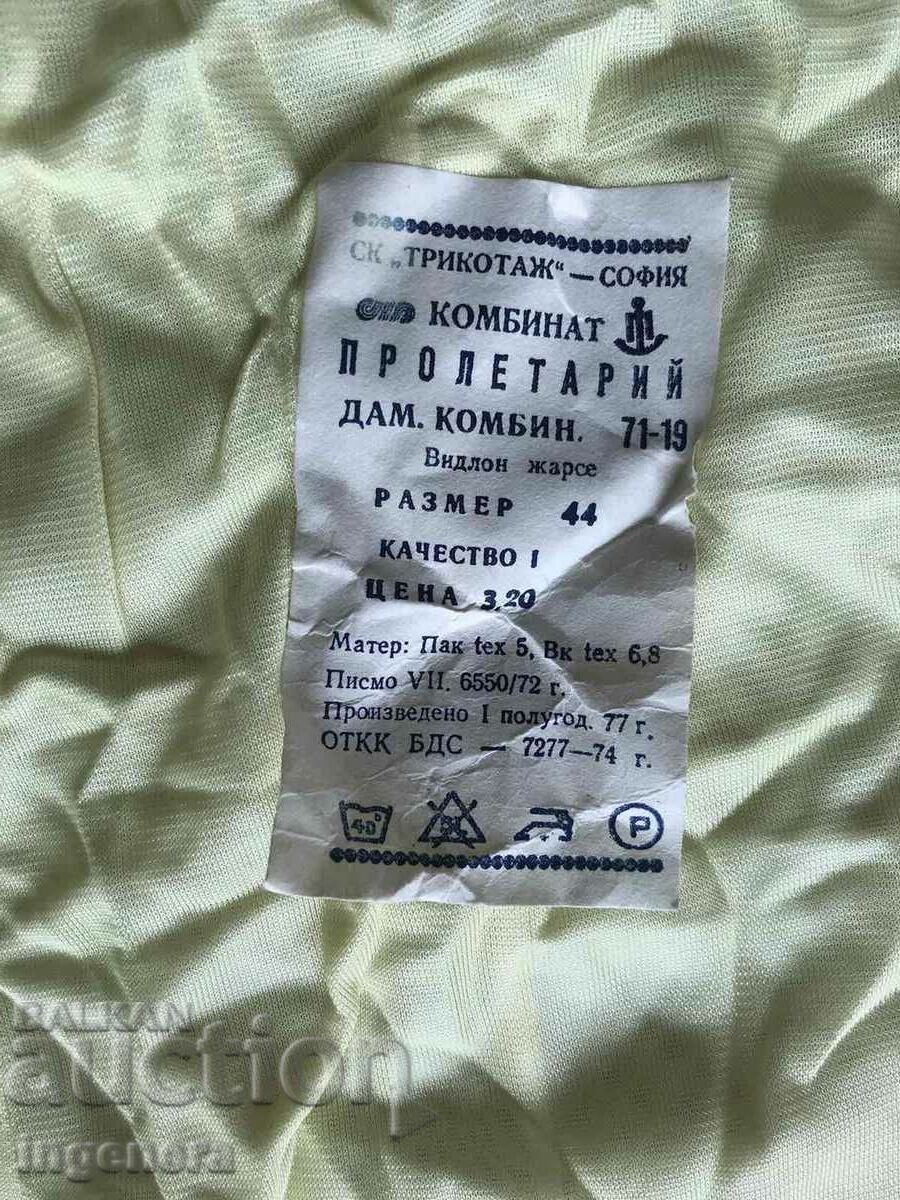 СК „ТРИКОТАЖ“ — СОФИЯ
КОМБИНАТ
ПРОЛЕТАРИЙ
ДАМ. КОМБИН. 71-19
Видлон жарсе
РАЗМЕР 44
КАЧЕСТВО I
ЦЕНА 3,20
Матер: Пак tex 5, Вк tex 6,8
Писмо VII. 6550/72 г.
Произведено I полугод. 77 г.
ОТКК БДС — 7277—74 г.
40° P
BALKAN
auction
ingenera